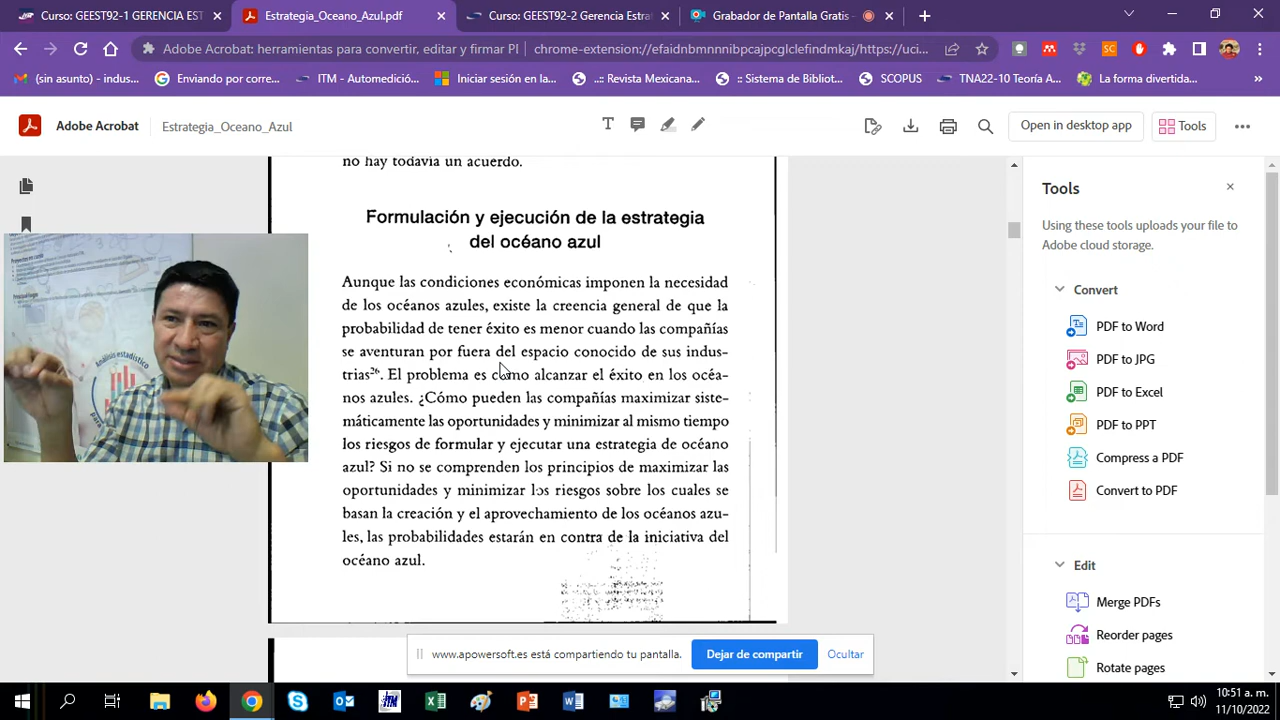 Curso: GEEST92-1 GERENCIA EST
Estrategia_Oceano_Azul.pdf
Curso: GEEST92-2 Gerencia Estra
Grabador de Pantalla Gratis -
Adobe Acrobat: herramientas para convertir, editar y firmar PI
chrome-extension://efaidnbmnnnibpcajpcglclefindmkaj/https://uci
(sin asunto) - indus...
Enviando por corre...
ITM - Automedició...
Iniciar sesión en la...
..:: Revista Mexicana...
:: Sistema de Bibliot...
SCOPUS
TNA22-10 Teoría A...
La forma divertida...
Adobe Acrobat
Estrategia_Oceano_Azul
Open in desktop app
Tools
no hay todavía un acuerdo.
Formulación y ejecución de la estrategia
del océano azul
Aunque las condiciones económicas imponen la necesidad
de los océanos azules, existe la creencia general de que la
probabilidad de tener éxito es menor cuando las compañías
se aventuran por fuera del espacio conocido de sus indus-
trias²⁶. El problema es cómo alcanzar el éxito en los océa-
nos azules. ¿Cómo pueden las compañías maximizar siste-
máticamente las oportunidades y minimizar al mismo tiempo
los riesgos de formular y ejecutar una estrategia de océano
azul? Si no se comprenden los principios de maximizar las
oportunidades y minimizar los riesgos sobre los cuales se
basan la creación y el aprovechamiento de los océanos azu-
les, las probabilidades estarán en contra de la iniciativa del
océano azul.
Análisis estadístico
Tools
Using these tools uploads your file to
Adobe cloud storage.
Convert
PDF to Word
PDF to JPG
PDF to Excel
PDF to PPT
Compress a PDF
Convert to PDF
Edit
Merge PDFs
Reorder pages
Rotate pages
www.apowersoft.es está compartiendo tu pantalla.
Dejar de compartir
Ocultar
10:51 a. m.
11/10/2022